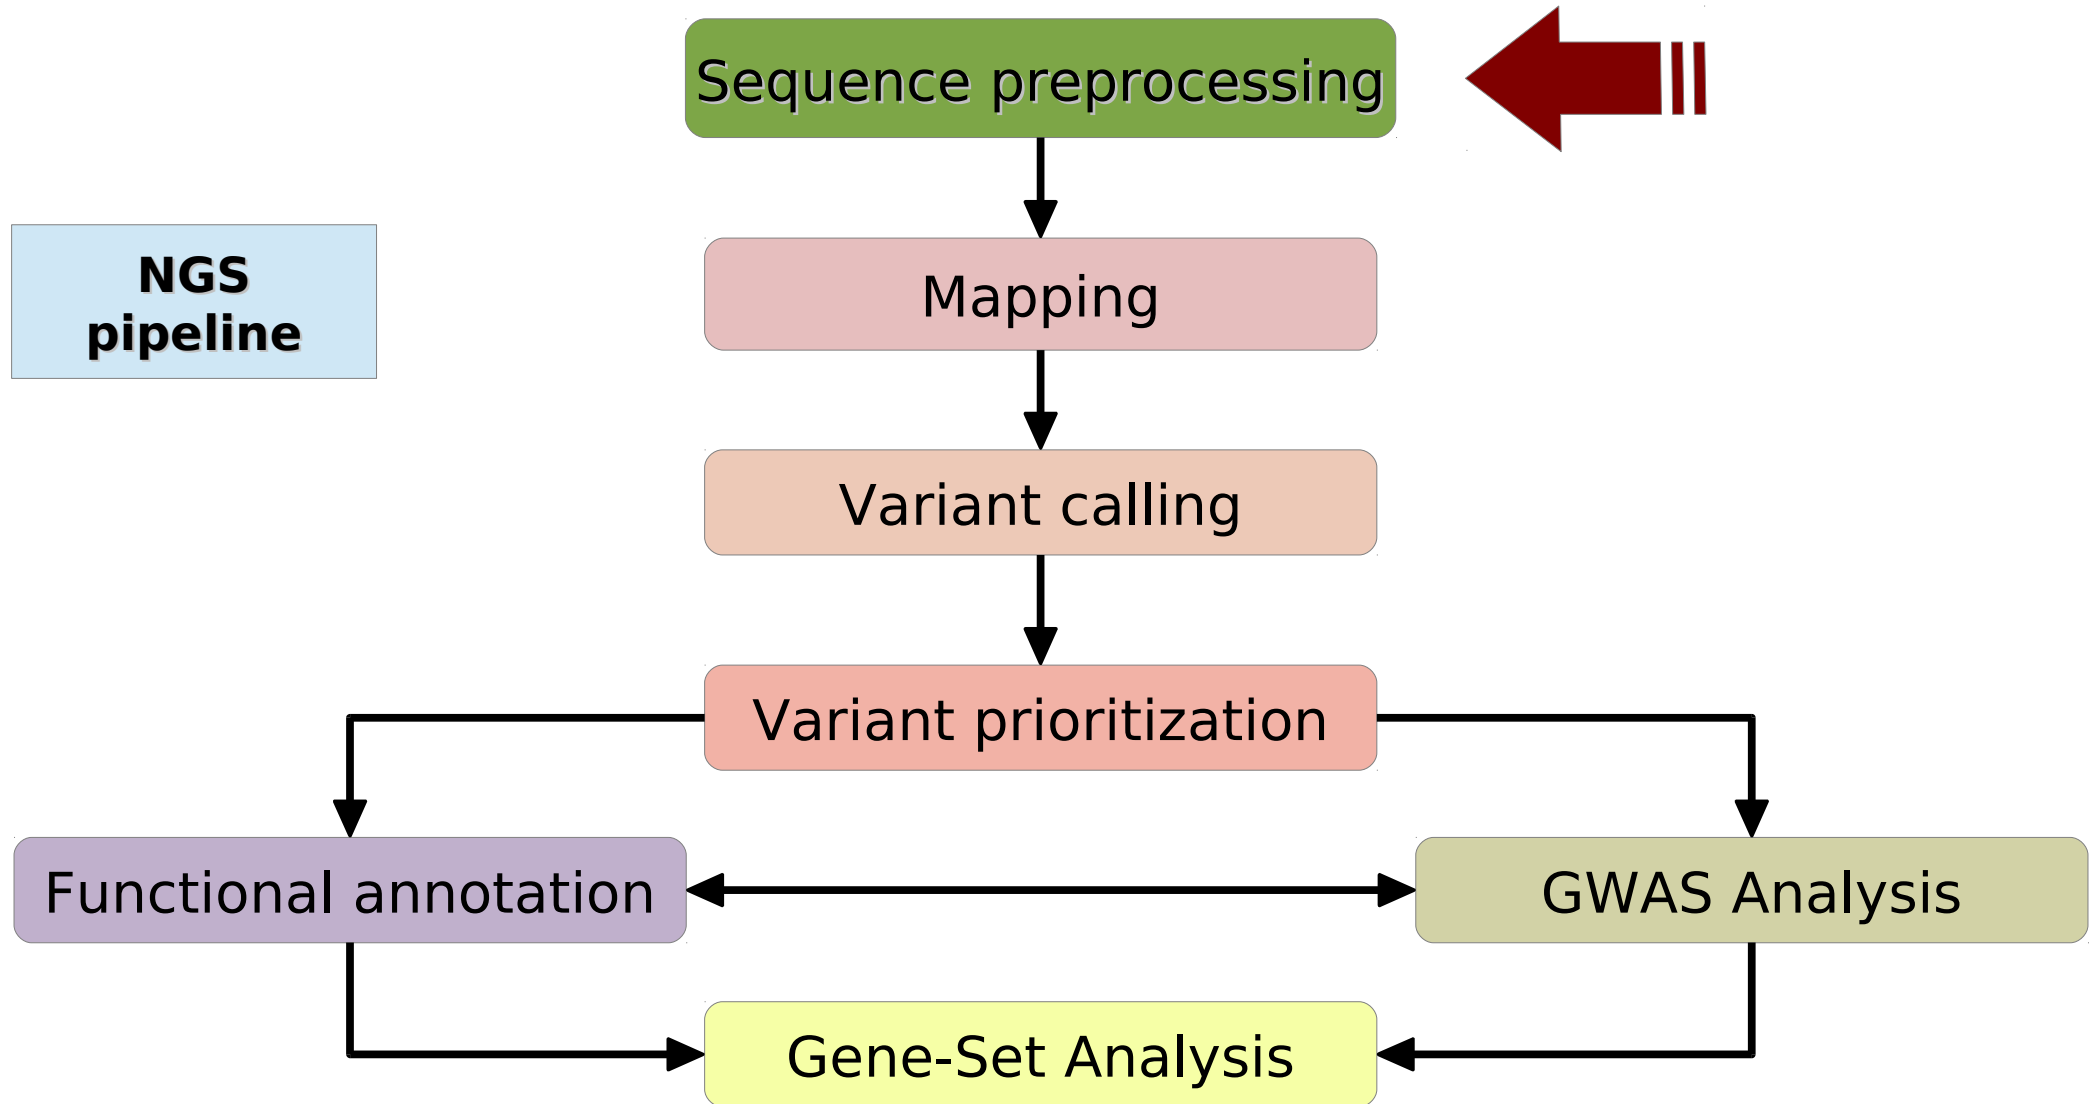 Sequence preprocessing
NGS
pipeline
Mapping
Variant calling
Variant prioritization
Functional annotation
GWAS Analysis
Gene-Set Analysis